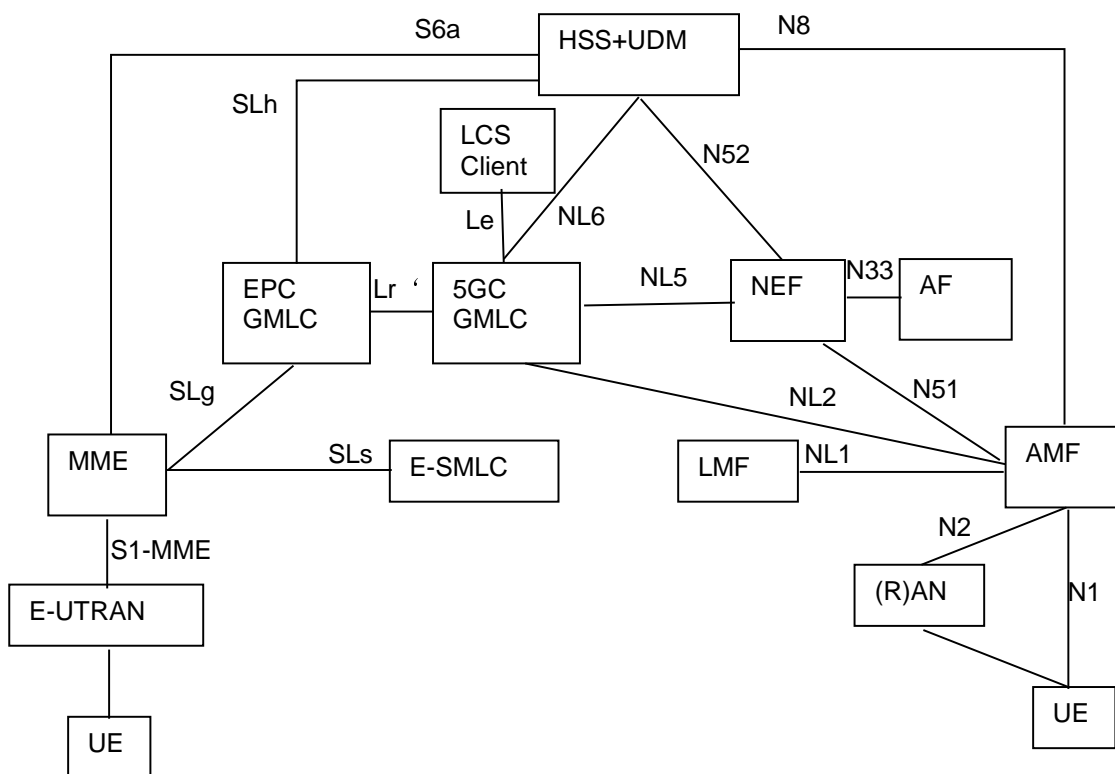 S6a
HSS+UDM
N8
SLh
LCS
Client
N52
Le
NL6
EPC
GMLC
Lr ‘
5GC
GMLC
NL5
NEF
N33
AF
SLg
NL2
N51
MME
SLs
E-SMLC
LMF
NL1
AMF
S1-MME
N2
E-UTRAN
(R)AN
N1
UE
UE